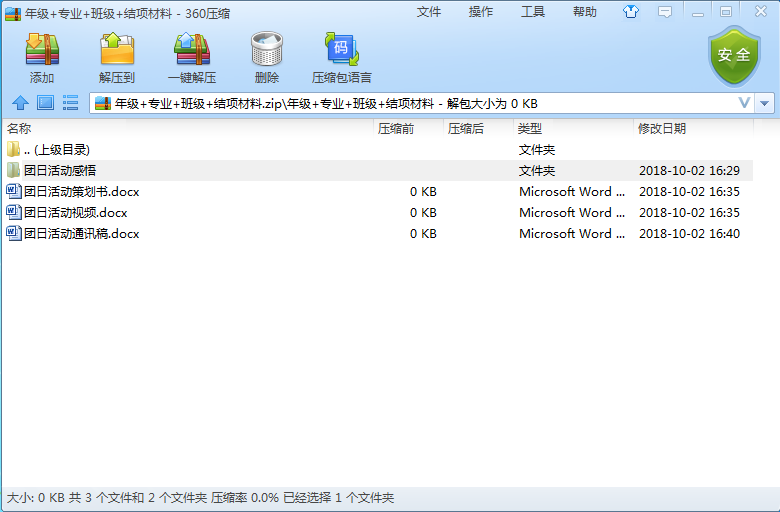 年级+专业+班级+结项材料 - 360压缩 文件 操作 工具 帮助
添加 解压到 一键解压 删除 码 压缩包语言 安全
年级+专业+班级+结项材料.zip\年级+专业+班级+结项材料 - 解包大小为 0 KB
名称 压缩前 压缩后 类型 修改日期
.. (上级目录) 文件夹
团日活动感悟 文件夹 2018-10-02 16:29
团日活动策划书.docx 0 KB Microsoft Word ... 2018-10-02 16:35
团日活动视频.docx 0 KB Microsoft Word ... 2018-10-02 16:35
团日活动通讯稿.docx 0 KB Microsoft Word ... 2018-10-02 16:40
大小: 0 KB 共 3 个文件和 2 个文件夹 压缩率 0.0% 已经选择 1 个文件夹